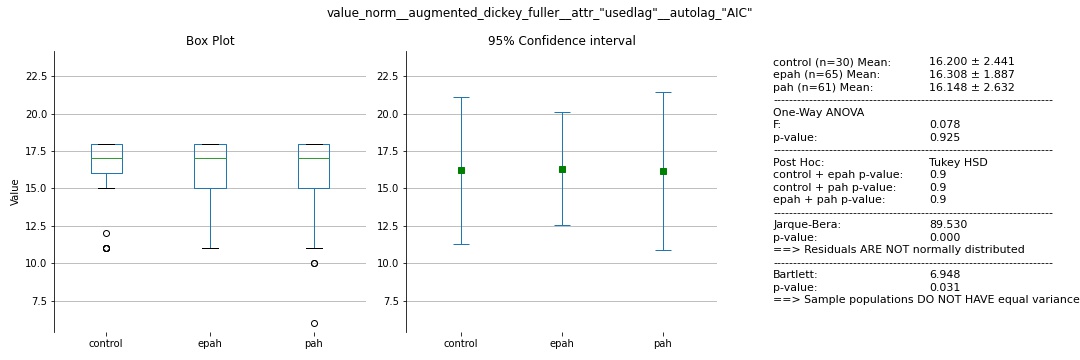 value_norm__augmented_dickey_fuller__attr_"usedlag"__autolag_"AIC"
Box Plot
Value
22.5
20.0
17.5
15.0
12.5
10.0
7.5
control epah pah
95% Confidence interval
22.5
20.0
17.5
15.0
12.5
10.0
7.5
control epah pah
control (n=30) Mean: 16.200 ± 2.441
epah (n=65) Mean: 16.308 ± 1.887
pah (n=61) Mean: 16.148 ± 2.632
One-Way ANOVA
F: 0.078
p-value: 0.925
Post Hoc: Tukey HSD
control + epah p-value: 0.9
control + pah p-value: 0.9
epah + pah p-value: 0.9
Jarque-Bera: 89.530
p-value: 0.000
==> Residuals ARE NOT normally distributed
Bartlett: 6.948
p-value: 0.031
==> Sample populations DO NOT HAVE equal variance